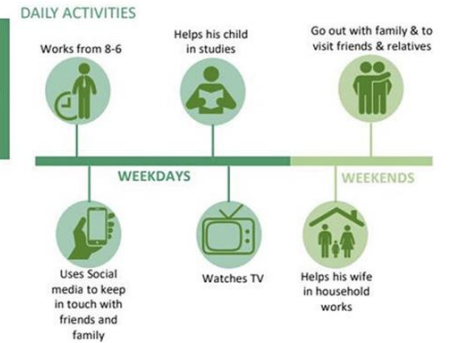 DAILY ACTIVITIES
Works from 8-6
Helps his child
in studies
Go out with family & to
visit friends & relatives
WEEKDAYS
WEEKENDS
Uses Social
media to keep
in touch with
friends and
family
Watches TV
Helps his wife
in household
works